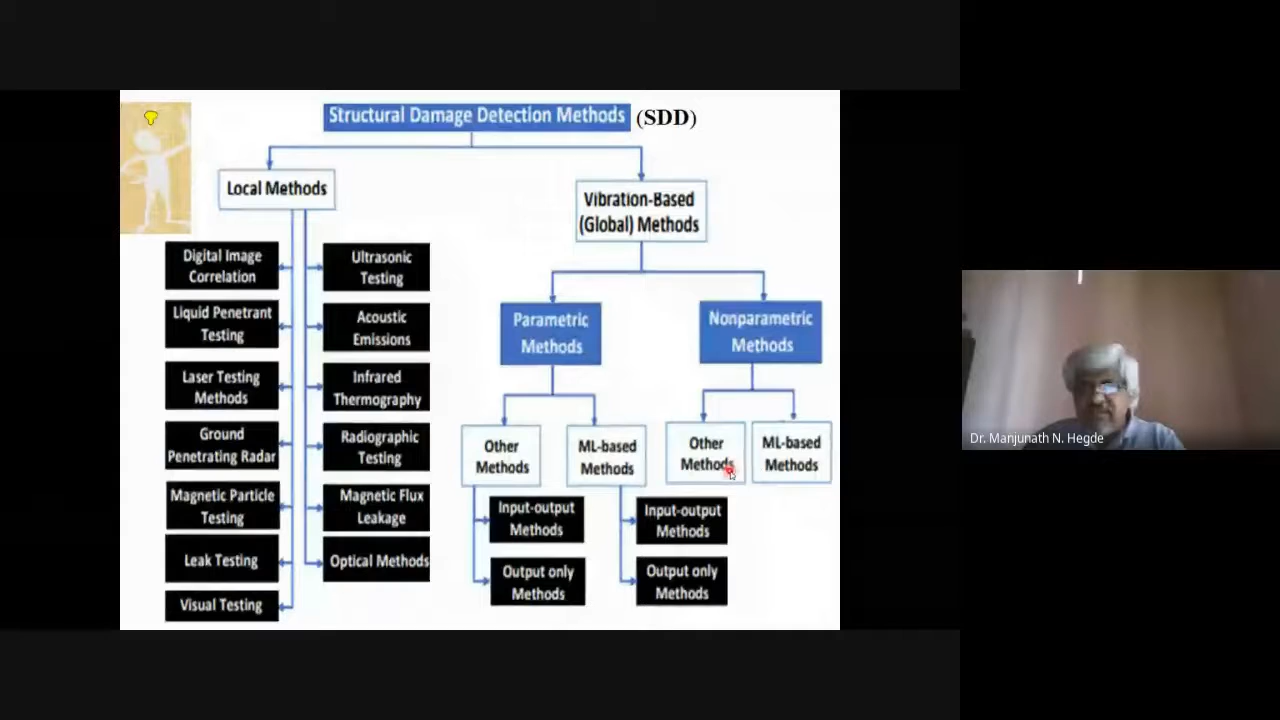 Structural Damage Detection Methods (SDD)
Local Methods
Digital Image
Correlation
Liquid Penetrant
Testing
Laser Testing
Methods
Ground
Penetrating Radar
Magnetic Particle
Testing
Leak Testing
Visual Testing
Ultrasonic
Testing
Acoustic
Emissions
Infrared
Thermography
Radiographic
Testing
Magnetic Flux
Leakage
Optical Methods
Vibration-Based
(Global) Methods
Parametric
Methods
Other
Methods
Input-output
Methods
Output only
Methods
ML-based
Methods
Input-output
Methods
Output only
Methods
Nonparametric
Methods
Other
Methods
ML-based
Methods
Dr. Manjunath N. Hegde